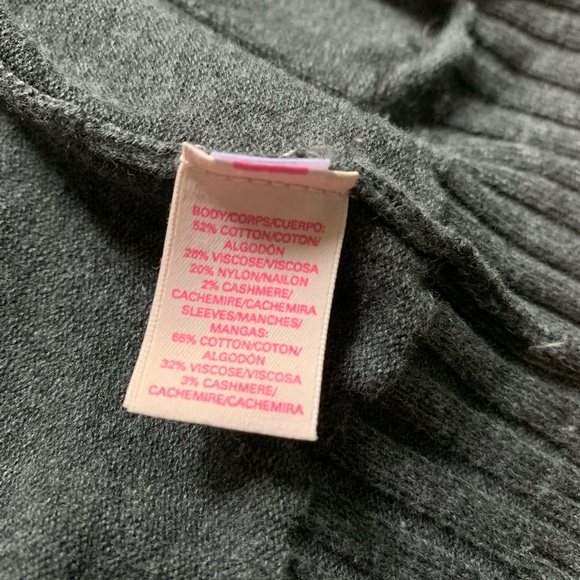 BODY/CORPS/CUERPO:
52% COTTON/COTON/
ALGODÓN
26% VISCOSE/VISCOSA
20% NYLON/NAILON
2% CASHMERE/
CACHEMIRE/CACHEMIRA
SLEEVES/MANCHES/
MANGAS:
65% COTTON/COTON/
ALGODÓN
32% VISCOSE/VISCOSA
3% CASHMERE/
CACHEMIRE/CACHEMIRA